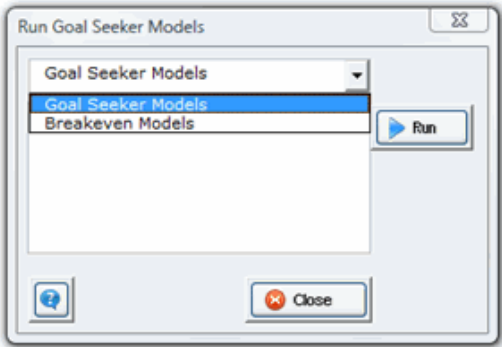 Run Goal Seeker Models
Goal Seeker Models
Goal Seeker Models
Breakeven Models
Run
Close